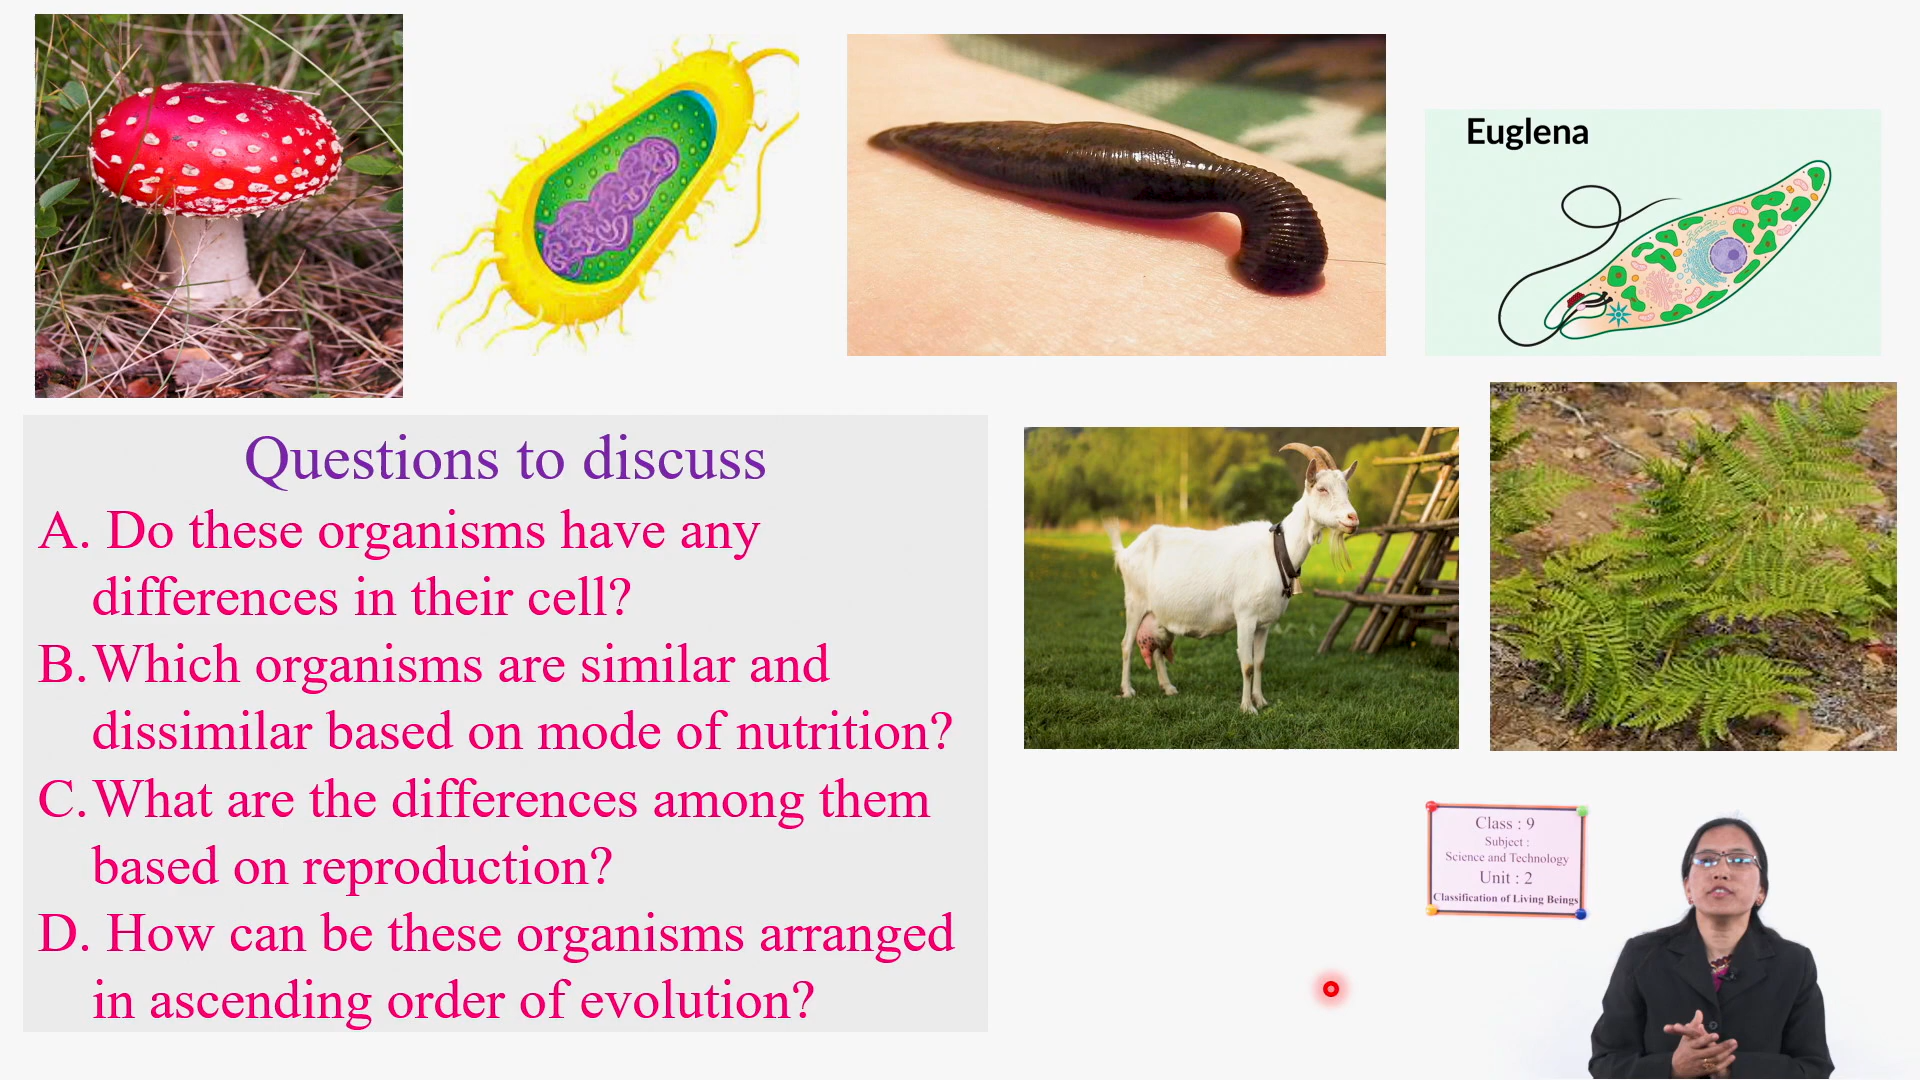 Euglena
Questions to discuss
A. Do these organisms have any
differences in their cell?
B. Which organisms are similar and
dissimilar based on mode of nutrition?
C. What are the differences among them
based on reproduction?
D. How can be these organisms arranged
in ascending order of evolution?
Class : 9
Subject :
Science and Technology
Unit : 2
Classification of Living Beings